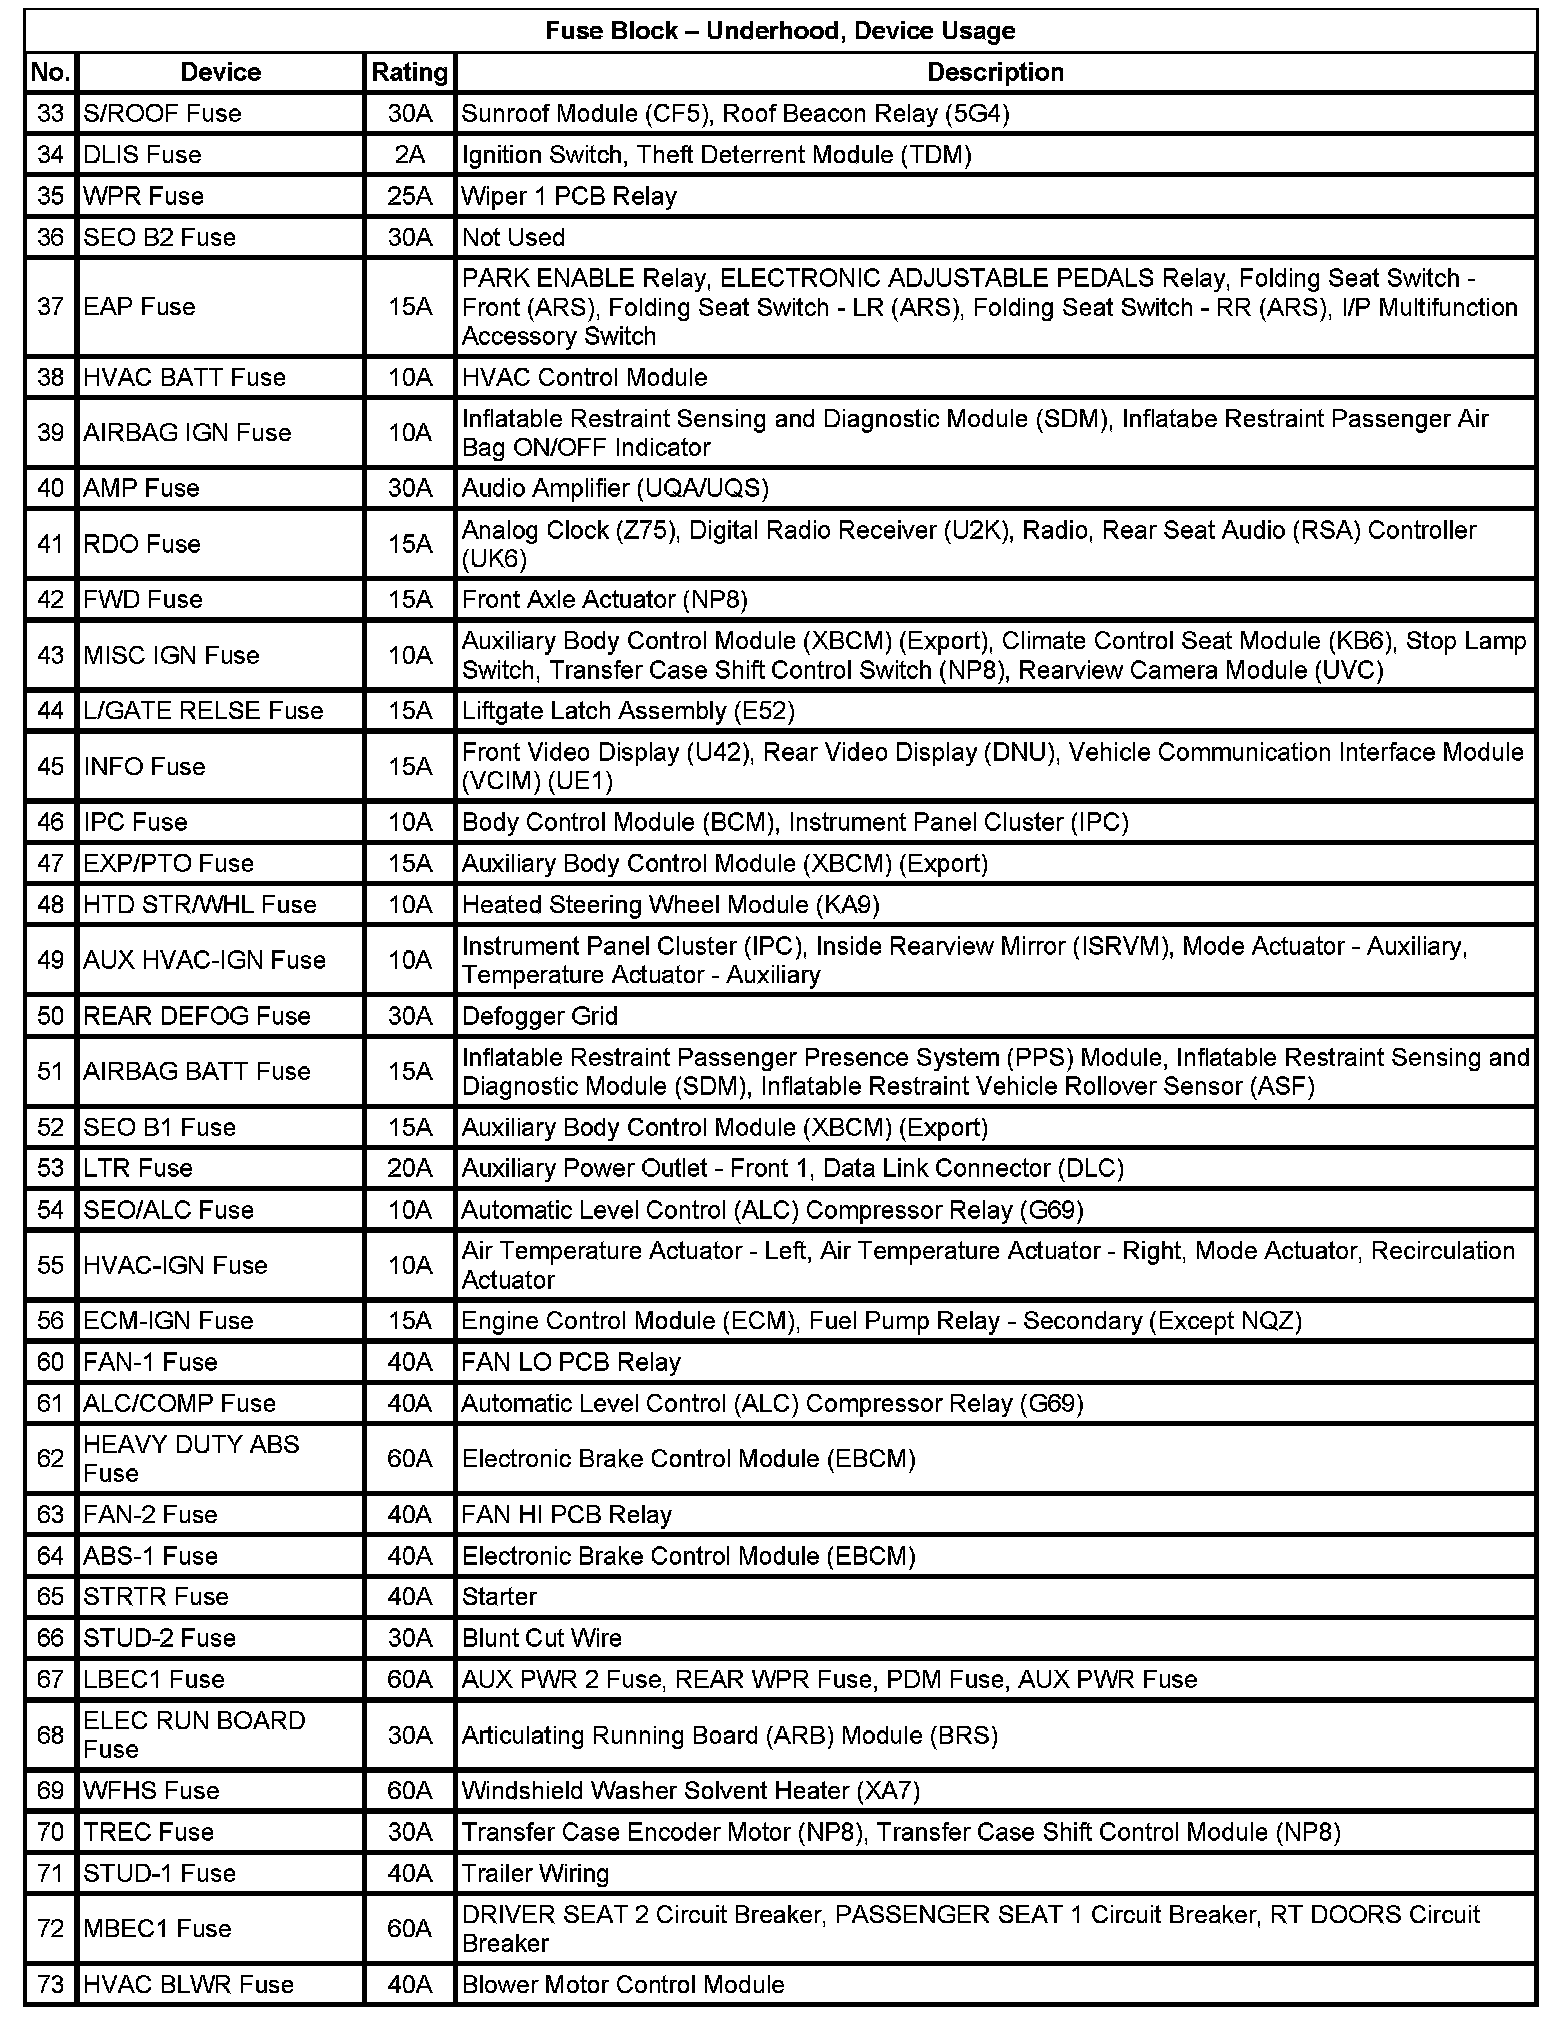 Fuse Block – Underhood, Device Usage
No. Device Rating Description
33 S/ROOF Fuse 30A Sunroof Module (CF5), Roof Beacon Relay (5G4)
34 DLIS Fuse 2A Ignition Switch, Theft Deterrent Module (TDM)
35 WPR Fuse 25A Wiper 1 PCB Relay
36 SEO B2 Fuse 30A Not Used
37 EAP Fuse 15A PARK ENABLE Relay, ELECTRONIC ADJUSTABLE PEDALS Relay, Folding Seat Switch -
Front (ARS), Folding Seat Switch - LR (ARS), Folding Seat Switch - RR (ARS), I/P Multifunction
Accessory Switch
38 HVAC BATT Fuse 10A HVAC Control Module
39 AIRBAG IGN Fuse 10A Inflatable Restraint Sensing and Diagnostic Module (SDM), Inflatabe Restraint Passenger Air
Bag ON/OFF Indicator
40 AMP Fuse 30A Audio Amplifier (UQA/UQS)
41 RDO Fuse 15A Analog Clock (Z75), Digital Radio Receiver (U2K), Radio, Rear Seat Audio (RSA) Controller
(UK6)
42 FWD Fuse 15A Front Axle Actuator (NP8)
43 MISC IGN Fuse 10A Auxiliary Body Control Module (XBCM) (Export), Climate Control Seat Module (KB6), Stop Lamp
Switch, Transfer Case Shift Control Switch (NP8), Rearview Camera Module (UVC)
44 L/GATE RELSE Fuse 15A Liftgate Latch Assembly (E52)
45 INFO Fuse 15A Front Video Display (U42), Rear Video Display (DNU), Vehicle Communication Interface Module
(VCIM) (UE1)
46 IPC Fuse 10A Body Control Module (BCM), Instrument Panel Cluster (IPC)
47 EXP/PTO Fuse 15A Auxiliary Body Control Module (XBCM) (Export)
48 HTD STR/WHL Fuse 10A Heated Steering Wheel Module (KA9)
49 AUX HVAC-IGN Fuse 10A Instrument Panel Cluster (IPC), Inside Rearview Mirror (ISRVM), Mode Actuator - Auxiliary,
Temperature Actuator - Auxiliary
50 REAR DEFOG Fuse 30A Defogger Grid
51 AIRBAG BATT Fuse 15A Inflatable Restraint Passenger Presence System (PPS) Module, Inflatable Restraint Sensing and
Diagnostic Module (SDM), Inflatable Restraint Vehicle Rollover Sensor (ASF)
52 SEO B1 Fuse 15A Auxiliary Body Control Module (XBCM) (Export)
53 LTR Fuse 20A Auxiliary Power Outlet - Front 1, Data Link Connector (DLC)
54 SEO/ALC Fuse 10A Automatic Level Control (ALC) Compressor Relay (G69)
55 HVAC-IGN Fuse 10A Air Temperature Actuator - Left, Air Temperature Actuator - Right, Mode Actuator, Recirculation
Actuator
56 ECM-IGN Fuse 15A Engine Control Module (ECM), Fuel Pump Relay - Secondary (Except NQZ)
60 FAN-1 Fuse 40A FAN LO PCB Relay
61 ALC/COMP Fuse 40A Automatic Level Control (ALC) Compressor Relay (G69)
62 HEAVY DUTY ABS
Fuse 60A Electronic Brake Control Module (EBCM)
63 FAN-2 Fuse 40A FAN HI PCB Relay
64 ABS-1 Fuse 40A Electronic Brake Control Module (EBCM)
65 STRTR Fuse 40A Starter
66 STUD-2 Fuse 30A Blunt Cut Wire
67 LBEC1 Fuse 60A AUX PWR 2 Fuse, REAR WPR Fuse, PDM Fuse, AUX PWR Fuse
68 ELEC RUN BOARD
Fuse 30A Articulating Running Board (ARB) Module (BRS)
69 WFHS Fuse 60A Windshield Washer Solvent Heater (XA7)
70 TREC Fuse 30A Transfer Case Encoder Motor (NP8), Transfer Case Shift Control Module (NP8)
71 STUD-1 Fuse 40A Trailer Wiring
72 MBEC1 Fuse 60A DRIVER SEAT 2 Circuit Breaker, PASSENGER SEAT 1 Circuit Breaker, RT DOORS Circuit
Breaker
73 HVAC BLWR Fuse 40A Blower Motor Control Module